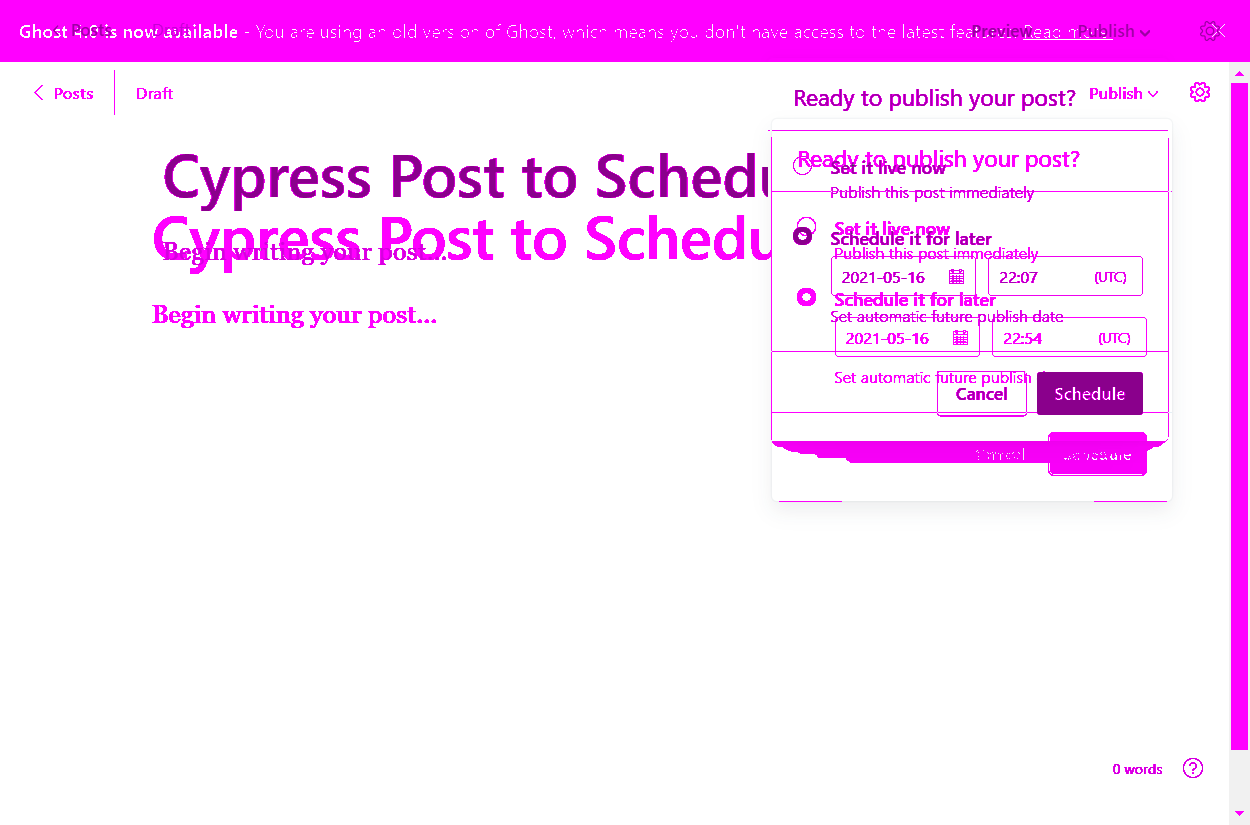 Ghost 4.0 is now available - You are using an old version of Ghost, which means you don't have access to the latest features. Read more
Posts Draft Preview Publish
Posts Draft Publish
Ready to publish your post?
Ready to publish your post?
Cypress Post to Schedu
Set it live now
Publish this post immediately
Cypress Post to Schedu
Set it live now
Begin writing your post...
Schedule it for later
Publish this post immediately
2021-05-16 22:07 (UTC)
Schedule it for later
Begin writing your post...
Set automatic future publish date
2021-05-16 22:54 (UTC)
Set automatic future publish
Cancel Schedule
Cancel Schedule
0 words